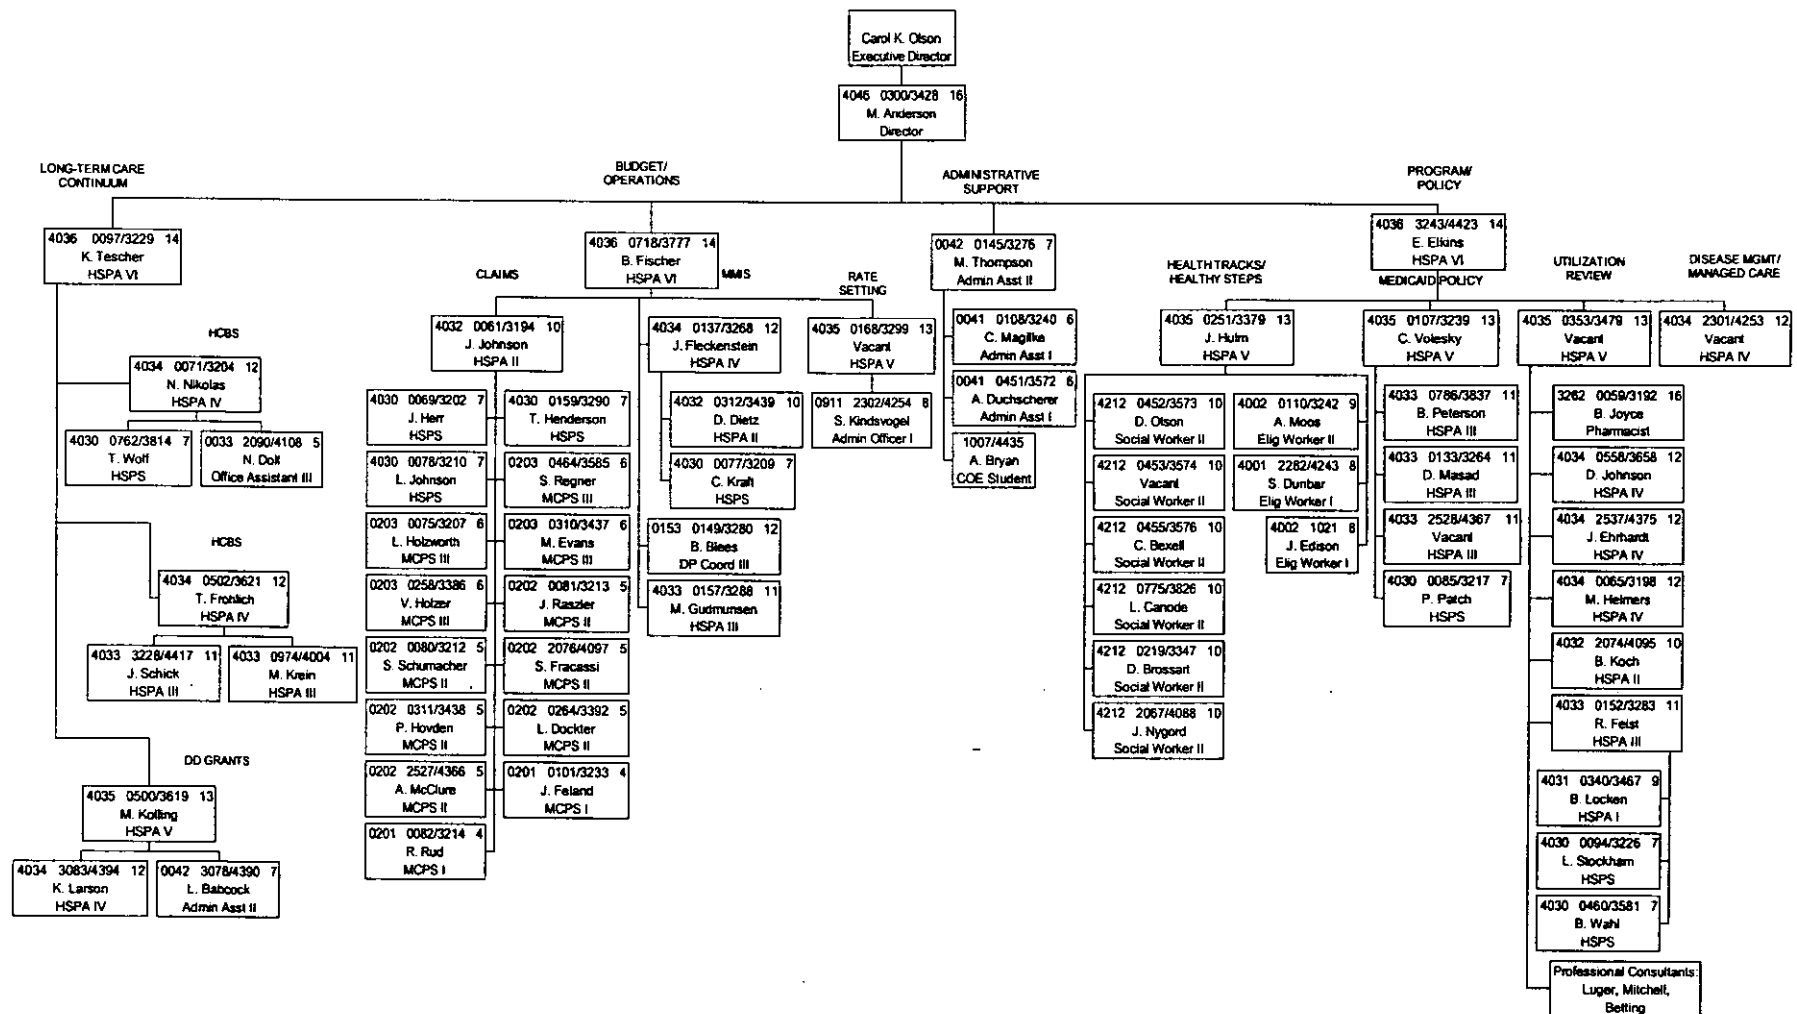 Carol K. Olson
Executive Director
4046 0300/3428 16
M. Anderson
Director
LONG-TERM CARE
CONTINUUM
BUDGET/
OPERATIONS
ADMINISTRATIVE
SUPPORT
PROGRAM/
POLICY
4036 0097/3229 14
K. Tescher
HSPA VI
4036 0718/3777 14
B. Fischer
HSPA VI
0042 0145/3276 7
M. Thompson
Admin Asst II
4036 3243/4423 14
E. Elkins
HSPA VI
HCBS
4034 0071/3204 12
N. Nikolas
HSPA IV
4030 0762/3814 7
T. Wolf
HSPS
0033 2090/4108 5
N. Doll
Office Assistant III
HCBS
4034 0502/3621 12
T. Frohlich
HSPA IV
4033 3228/4417 11
J. Schick
HSPA III
4033 0974/4004 11
M. Krein
HSPA III
DD GRANTS
4035 0500/3619 13
M. Kolling
HSPA V
4034 3083/4394 12
K. Larson
HSPA IV
0042 3078/4390 7
L. Babcock
Admin Asst II
CLAIMS
4032 0061/3194 10
J. Johnson
HSPA II
4030 0069/3202 7
J. Herr
HSPS
4030 0159/3290 7
T. Henderson
HSPS
4030 0078/3210 7
L. Johnson
HSPS
0203 0464/3585 6
S. Regner
MCPS III
0203 0075/3207 6
L. Holzworth
MCPS III
0203 0310/3437 6
M. Evans
MCPS III
0203 0258/3386 6
V. Holzer
MCPS III
0202 0081/3213 5
J. Raszler
MCPS II
0202 0080/3212 5
S. Schumacher
MCPS II
0202 2076/4097 5
S. Fracassi
MCPS II
0202 0311/3438 5
P. Hovden
MCPS II
0202 0264/3392 5
L. Dockter
MCPS II
0202 2527/4366 5
A. McClure
MCPS II
0201 0101/3233 4
J. Feland
MCPS I
0201 0082/3214 4
R. Rud
MCPS I
MMIS
4034 0137/3268 12
J. Fleckenstein
HSPA IV
4032 0312/3439 10
D. Dietz
HSPA II
4030 0077/3209 7
C. Kraft
HSPS
0153 0149/3280 12
B. Blees
DP Coord III
4033 0157/3288 11
M. Gudmunsen
HSPA III
RATE
SETTING
4035 0168/3299 13
Vacant
HSPA V
0911 2302/4254 8
S. Kindsvogel
Admin Officer I
0041 0108/3240 6
C. Magilke
Admin Asst I
0041 0451/3572 6
A. Duchscherer
Admin Asst I
1007/4435
A. Bryan
COE Student
HEALTH TRACKS/
HEALTHY STEPS
4035 0251/3379 13
J. Hulm
HSPA V
4212 0452/3573 10
D. Olson
Social Worker II
4212 0453/3574 10
Vacant
Social Worker II
4212 0455/3576 10
C. Bexell
Social Worker II
4212 0775/3826 10
L. Canode
Social Worker II
4212 0219/3347 10
D. Brossart
Social Worker II
4212 2067/4088 10
J. Nygord
Social Worker II
4002 0110/3242 9
A. Moos
Elig Worker II
4001 2282/4243 8
S. Dunbar
Elig Worker I
4002 1021 8
J. Edison
Elig Worker I
MEDICAID POLICY
4035 0107/3239 13
C. Volesky
HSPA V
4033 0786/3837 11
B. Peterson
HSPA III
4033 0133/3264 11
D. Masad
HSPA III
4033 2528/4367 11
Vacant
HSPA III
4030 0085/3217 7
P. Patch
HSPS
UTILIZATION
REVIEW
4035 0353/3479 13
Vacant
HSPA V
3262 0059/3192 16
B. Joyce
Pharmacist
4034 0558/3658 12
D. Johnson
HSPA IV
4034 2537/4375 12
J. Ehrhardt
HSPA IV
4034 0065/3198 12
M. Helmers
HSPA IV
4032 2074/4095 10
B. Koch
HSPA II
4033 0152/3283 11
R. Feist
HSPA III
4031 0340/3467 9
B. Locken
HSPA I
4030 0094/3226 7
L. Stockham
HSPS
4030 0460/3581 7
B. Wahl
HSPS
Professional Consultants:
Luger, Mitchell,
Betting
DISEASE MGMT/
MANAGED CARE
4034 2301/4253 12
Vacant
HSPA IV